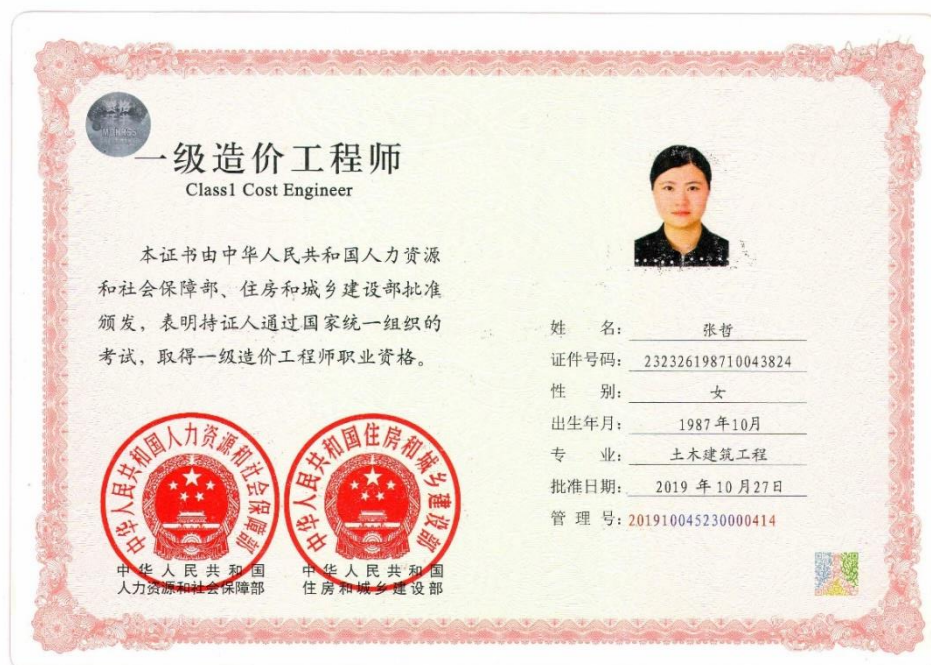 资格
证书
一级造价工程师
Class1 Cost Engineer
本证书由中华人民共和国人力资源
和社会保障部、住房和城乡建设部批准
颁发，表明持证人通过国家统一组织的
考试，取得一级造价工程师职业资格。
姓 名： 张哲
证件号码： 232326198710043824
性 别： 女
出生年月： 1987年10月
专 业： 土木建筑工程
批准日期： 2019 年 10 月 27 日
管 理 号： 201910045230000414
中华人民共和国人力资源和社会保障部
中华人民共和国住房和城乡建设部
中华人民共和国
人力资源和社会保障部
中华人民共和国
住房和城乡建设部